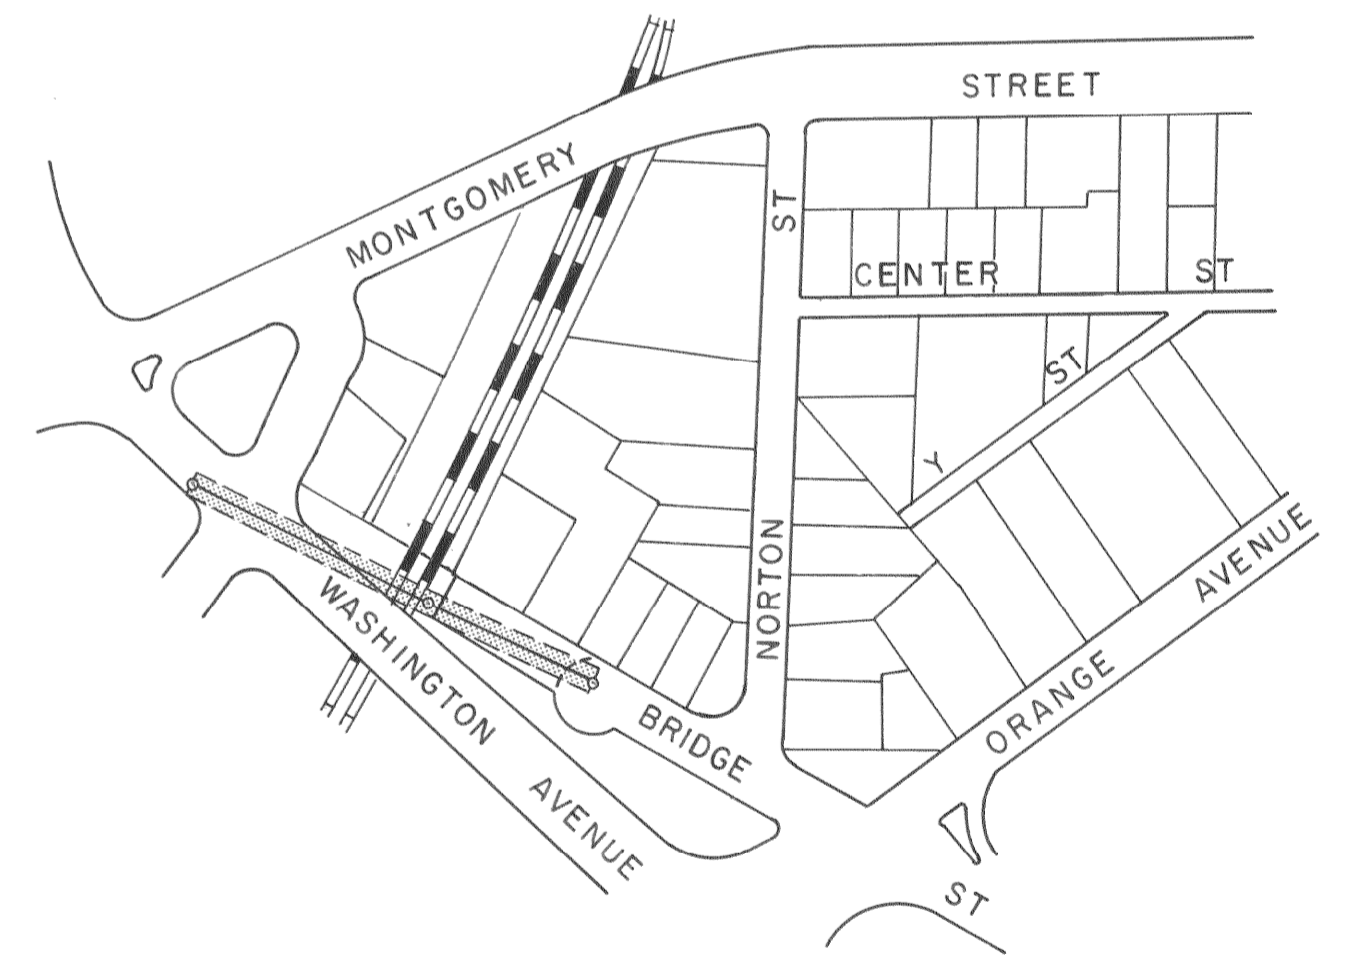 MONTGOMERY STREET
CENTER ST
NORTON ST
Y ST
WASHINGTON AVENUE
BRIDGE ST
ORANGE AVENUE